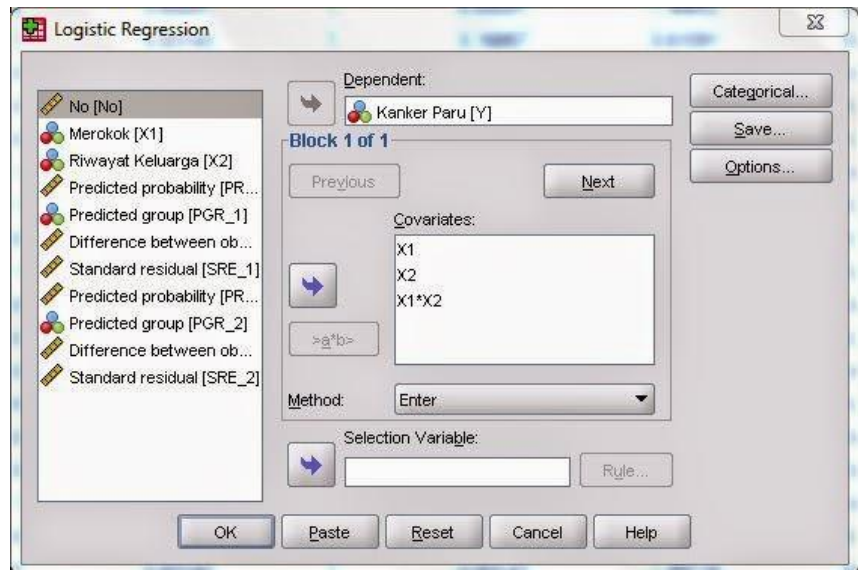 Logistic Regression
No [No]
Merokok [X1]
Riwayat Keluarga [X2]
Predicted probability [PR...
Predicted group [PGR_1]
Difference between ob...
Standard residual [SRE_1]
Predicted probability [PR...
Predicted group [PGR_2]
Difference between ob...
Standard residual [SRE_2]
Dependent:
Kanker Paru [Y]
Block 1 of 1
Previous
Next
Covariates:
X1
X2
X1*X2
>a*b>
Method:
Enter
Selection Variable:
Rule...
Categorical...
Save...
Options...
OK
Paste
Reset
Cancel
Help